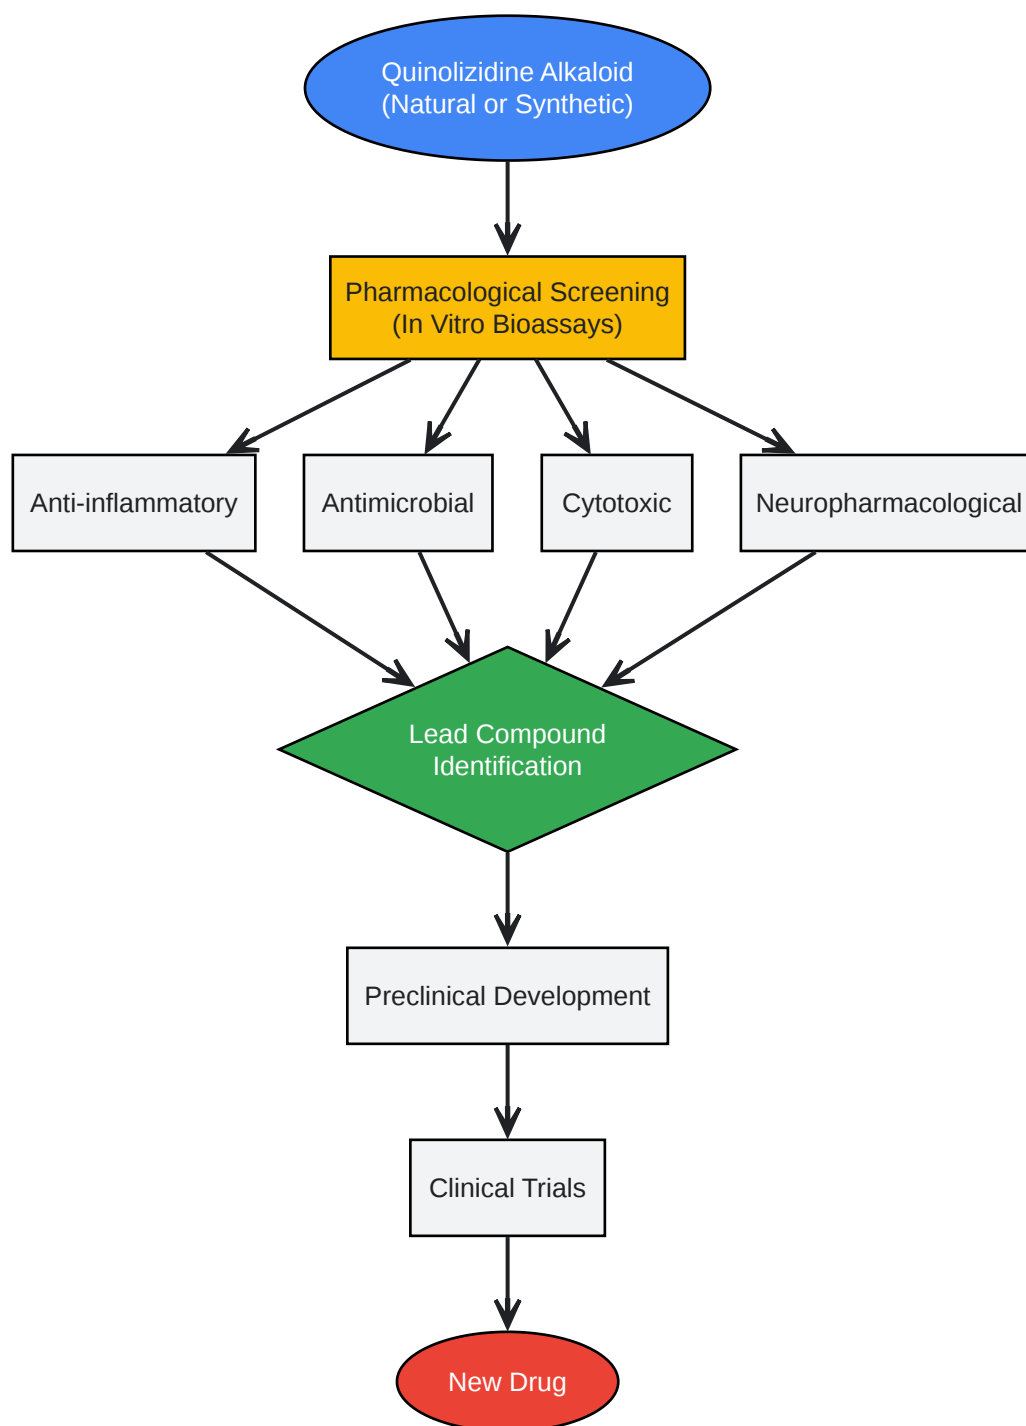 Quinolizidine Alkaloid
(Natural or Synthetic)
Pharmacological Screening
(In Vitro Bioassays)
Anti-inflammatory
Antimicrobial
Cytotoxic
Neuropharmacological
Lead Compound
Identification
Preclinical Development
Clinical Trials
New Drug